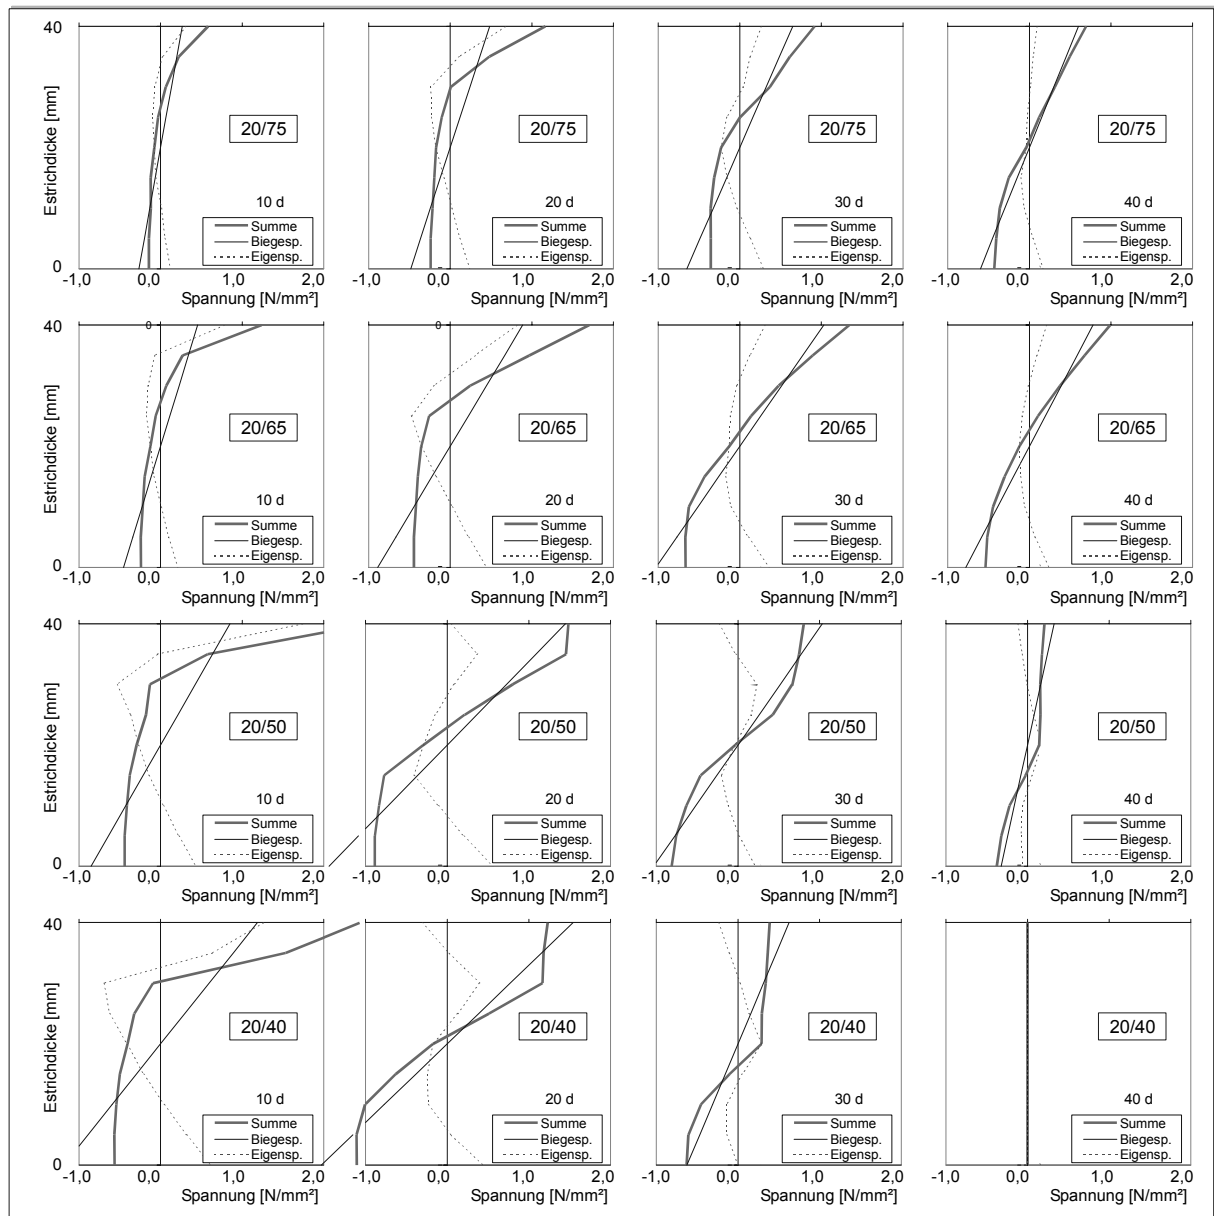 40
Estrichdicke [mm]
20/75
10 d
Summe
Biegesp.
Eigensp.
0
-1,0 0,0 1,0 2,0
Spannung [N/mm²]
20/75
20 d
Summe
Biegesp.
Eigensp.
-1,0 0,0 1,0 2,0
Spannung [N/mm²]
20/75
30 d
Summe
Biegesp.
Eigensp.
-1,0 0,0 1,0 2,0
Spannung [N/mm²]
20/75
40 d
Summe
Biegesp.
Eigensp.
-1,0 0,0 1,0 2,0
Spannung [N/mm²]
40
0
Estrichdicke [mm]
20/65
10 d
Summe
Biegesp.
Eigensp.
0
-1,0 0,0 1,0 2,0
Spannung [N/mm²]
0
20/65
20 d
Summe
Biegesp.
Eigensp.
-1,0 0,0 1,0 2,0
Spannung [N/mm²]
20/65
30 d
Summe
Biegesp.
Eigensp.
-1,0 0,0 1,0 2,0
Spannung [N/mm²]
20/65
40 d
Summe
Biegesp.
Eigensp.
-1,0 0,0 1,0 2,0
Spannung [N/mm²]
40
Estrichdicke [mm]
20/50
10 d
Summe
Biegesp.
Eigensp.
0
-1,0 0,0 1,0 2,0
Spannung [N/mm²]
20/50
20 d
Summe
Biegesp.
Eigensp.
-1,0 0,0 1,0 2,0
Spannung [N/mm²]
20/50
30 d
Summe
Biegesp.
Eigensp.
-1,0 0,0 1,0 2,0
Spannung [N/mm²]
20/50
40 d
Summe
Biegesp.
Eigensp.
-1,0 0,0 1,0 2,0
Spannung [N/mm²]
40
Estrichdicke [mm]
20/40
10 d
Summe
Biegesp.
Eigensp.
0
-1,0 0,0 1,0 2,0
Spannung [N/mm²]
20/40
20 d
Summe
Biegesp.
Eigensp.
-1,0 0,0 1,0 2,0
Spannung [N/mm²]
20/40
30 d
Summe
Biegesp.
Eigensp.
-1,0 0,0 1,0 2,0
Spannung [N/mm²]
20/40
40 d
Summe
Biegesp.
Eigensp.
-1,0 0,0 1,0 2,0
Spannung [N/mm²]